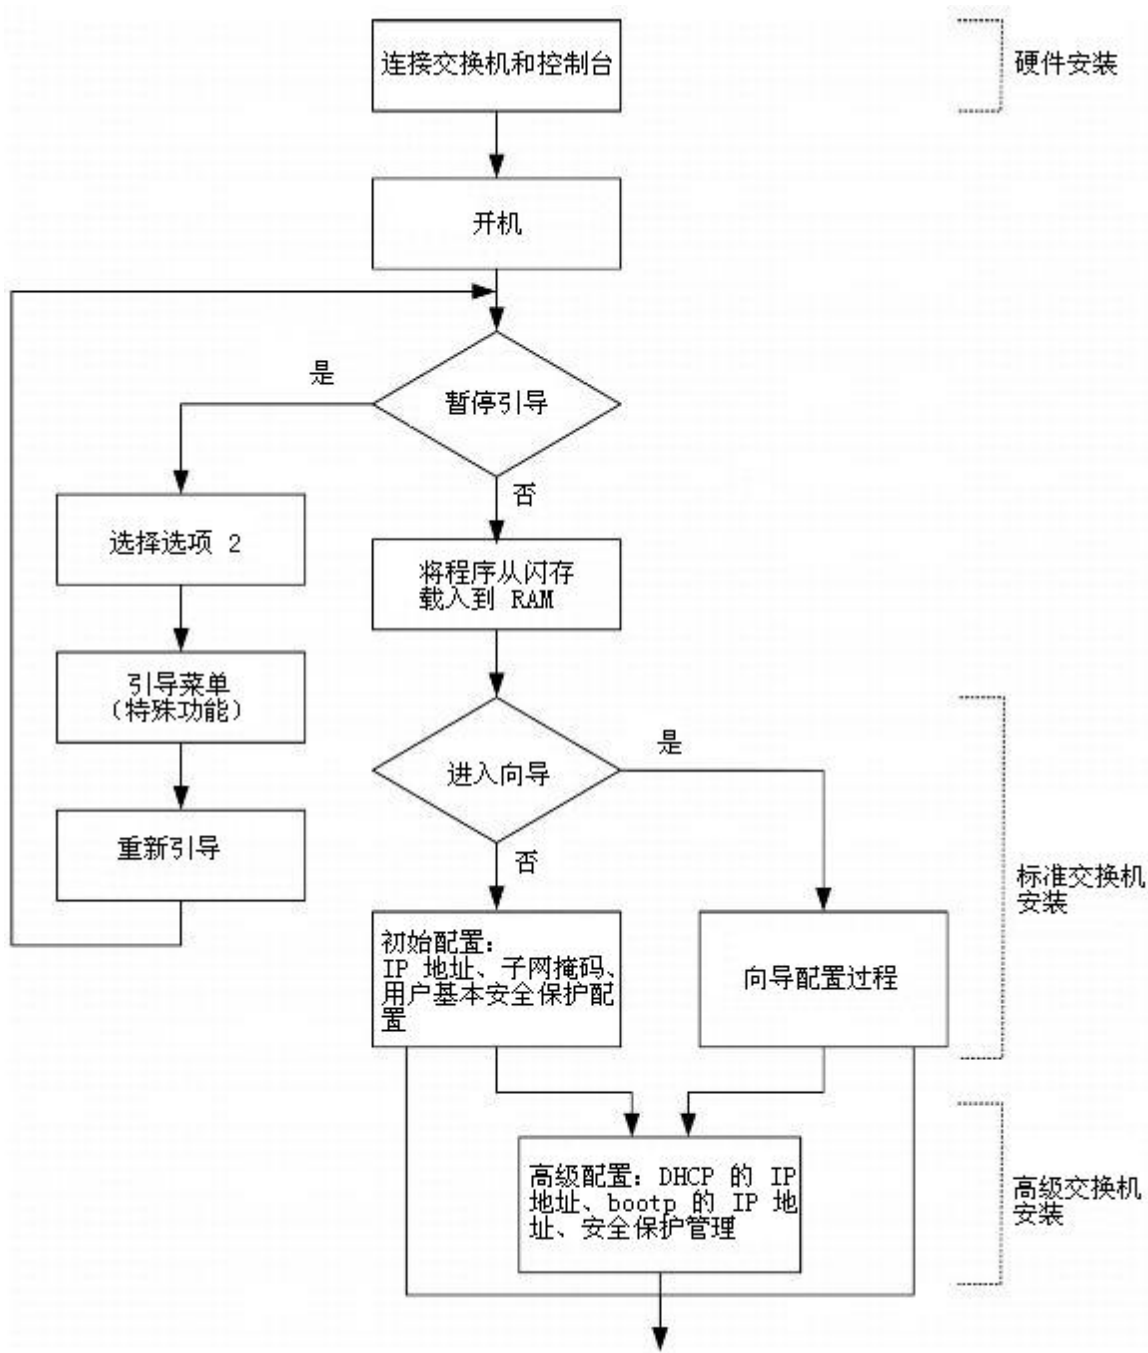 连接交换机和控制台
硬件安装
开机
是
暂停引导
否
选择选项 2
将程序从闪存
载入到 RAM
引导菜单
(特殊功能)
是
进入向导
重新引导
否
标准交换机
安装
初始配置:
IP 地址、子网掩码、
用户基本安全保护配
置
向导配置过程
高级配置: DHCP 的 IP
地址、bootp 的 IP 地
址、安全保护管理
高级交换机
安装